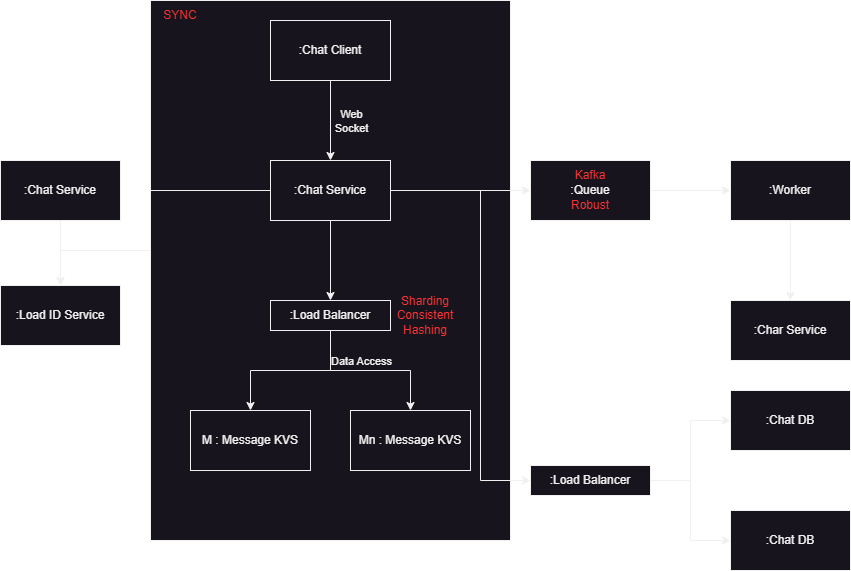 SYNC
:Chat Client
Web
Socket
:Chat Service
:Chat Service
Kafka
:Queue
Robust
:Worker
:Load ID Service
:Load Balancer
Sharding
Consistent
Hashing
:Char Service
Data Access
M : Message KVS
Mn : Message KVS
:Chat DB
:Load Balancer
:Chat DB